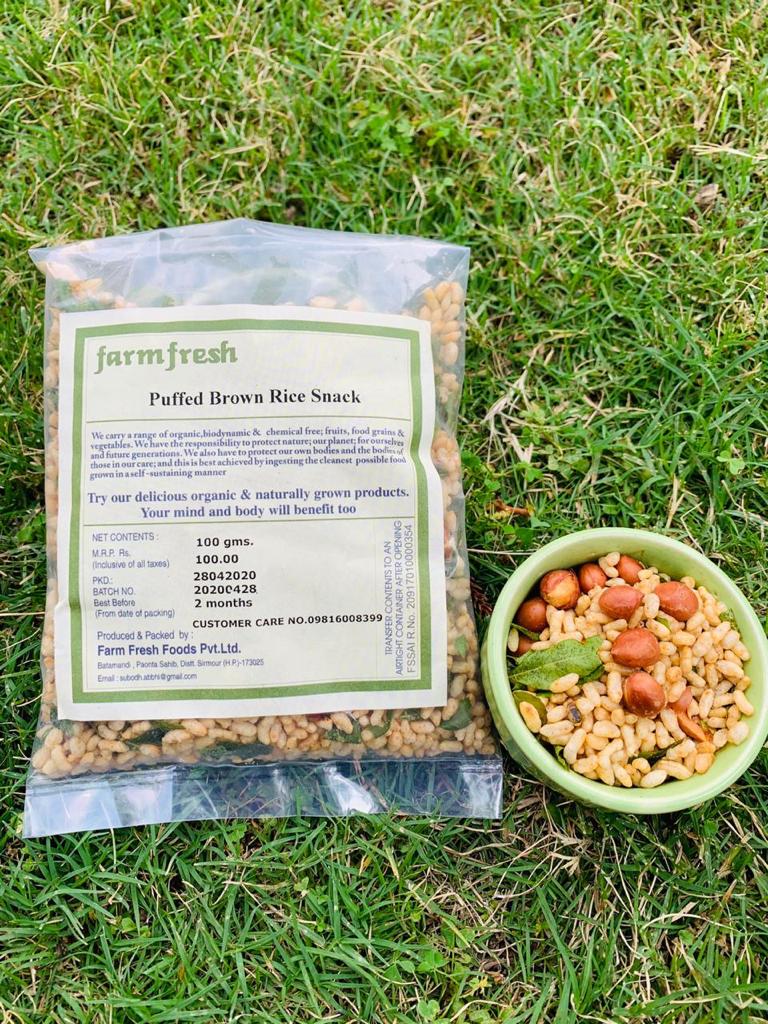 farm fresh
Puffed Brown Rice Snack
We carry a range of organic,biodynamic & chemical free; fruits, food grains &
vegetables. We have the responsibility to protect nature; our planet; for ourselves
and future generations. We also have to protect our own bodies and the bodies of
those in our care; and this is best achieved by ingesting the cleanest possible food
grown in a self-sustaining manner
Try our delicious organic & naturally grown products.
Your mind and body will benefit too
NET CONTENTS : 100 gms.
M.R.P. Rs. 100.00
(Inclusive of all taxes)
PKD.: 28042020
BATCH NO. 20200428
Best Before 2 months
(From date of packing)
CUSTOMER CARE NO.09816008399
Produced & Packed by :
Farm Fresh Foods Pvt.Ltd.
Batamandi , Paonta Sahib, Distt. Sirmour (H.P.)-173025
Email : subodh.abbhi@gmail.com
TRANSFER CONTENTS TO AN
AIRTIGHT CONTAINER AFTER OPENING
FSSAI R.No. 20917010000354